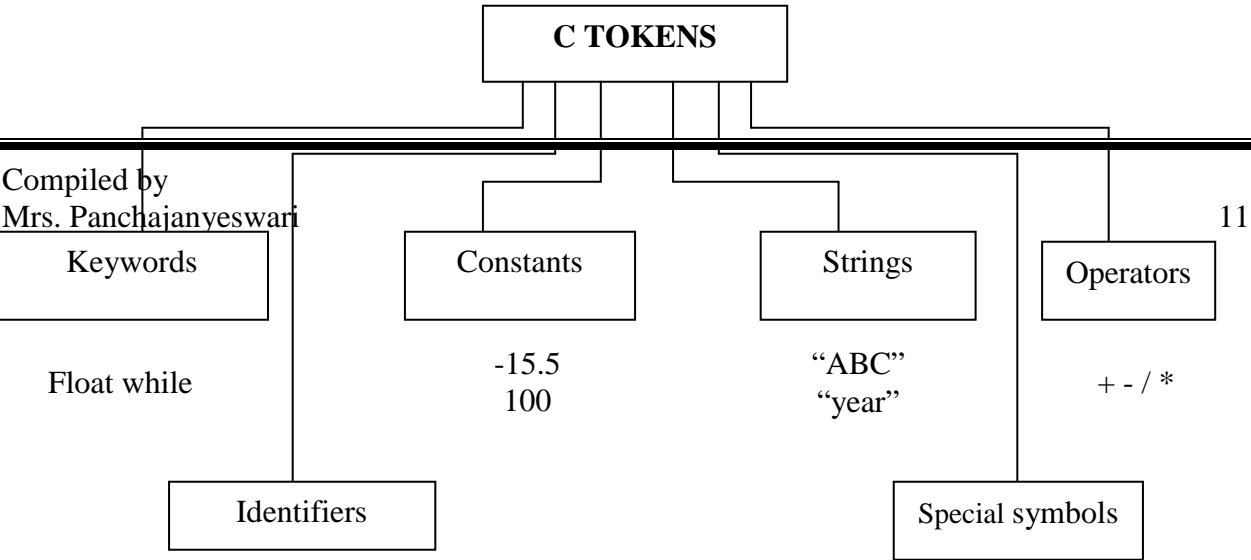 C TOKENS
Compiled by
Mrs. Panchajanyeswari
11
Keywords
Constants
Strings
Operators
Float while
-15.5
100
“ABC”
“year”
+ - / *
Identifiers
Special symbols